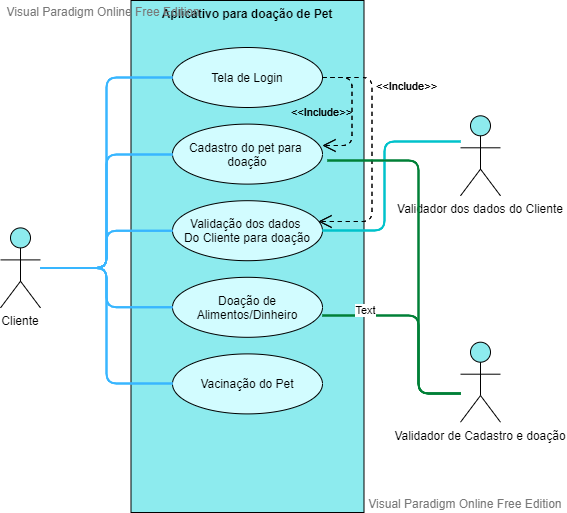 Visual Paradigm Online Free Edition
Aplicativo para doação de Pet
Tela de Login
<<Include>>
<<Include>>
Cadastro do pet para
doação
Validador dos dados do Cliente
Validação dos dados
Do Cliente para doação
Cliente
Doação de
Alimentos/Dinheiro
Text
Vacinação do Pet
Validador de Cadastro e doação
Visual Paradigm Online Free Edition